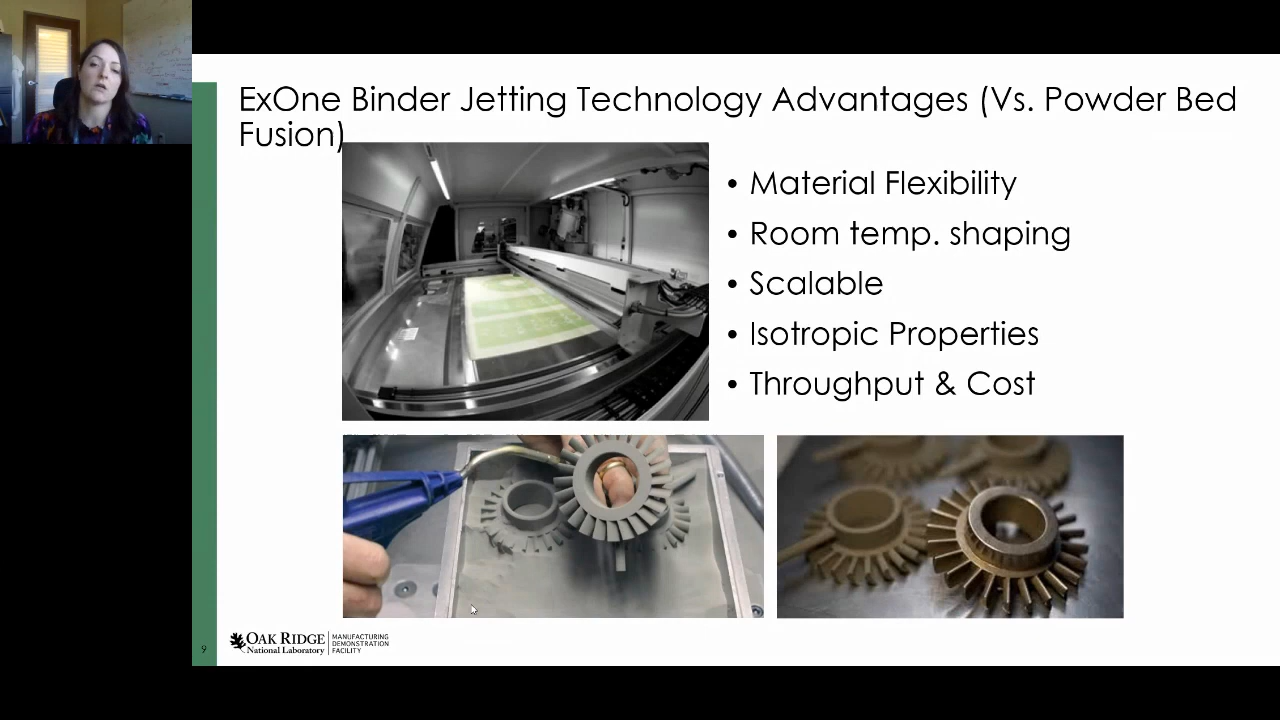 ExOne Binder Jetting Technology Advantages (Vs. Powder Bed
Fusion)
• Material Flexibility
• Room temp. shaping
• Scalable
• Isotropic Properties
• Throughput & Cost
9
OAK RIDGE
National Laboratory
MANUFACTURING
DEMONSTRATION
FACILITY